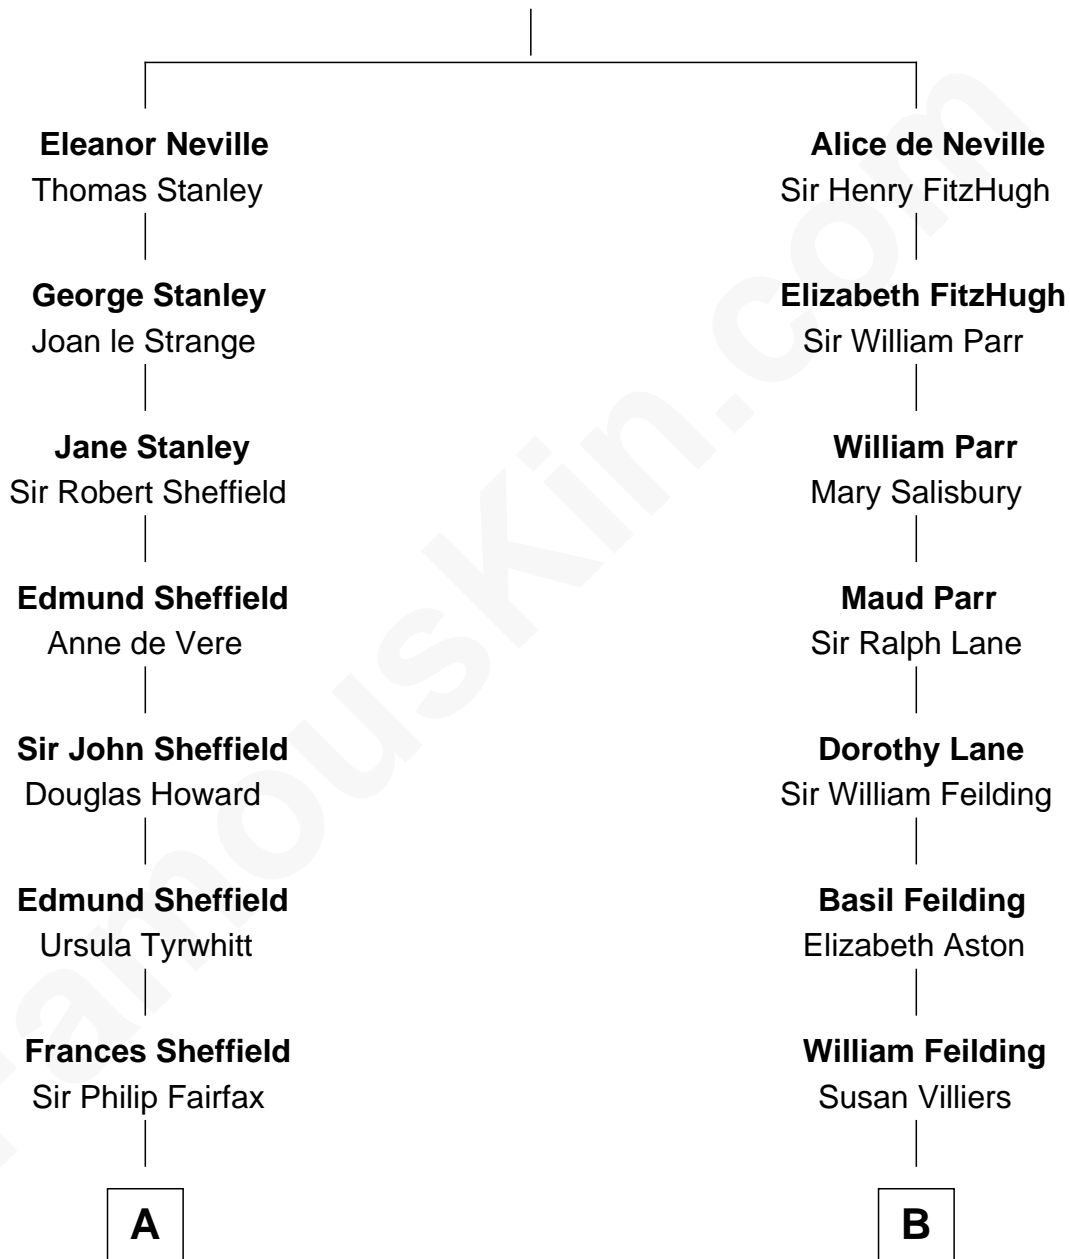 Eleanor Neville
Thomas Stanley
George Stanley
Joan le Strange
Jane Stanley
Sir Robert Sheffield
Edmund Sheffield
Anne de Vere
Sir John Sheffield
Douglas Howard
Edmund Sheffield
Ursula Tyrwhitt
Frances Sheffield
Sir Philip Fairfax
A
Alice de Neville
Sir Henry FitzHugh
Elizabeth FitzHugh
Sir William Parr
William Parr
Mary Salisbury
Maud Parr
Sir Ralph Lane
Dorothy Lane
Sir William Feilding
Basil Feilding
Elizabeth Aston
William Feilding
Susan Villiers
B
FamousKin.com